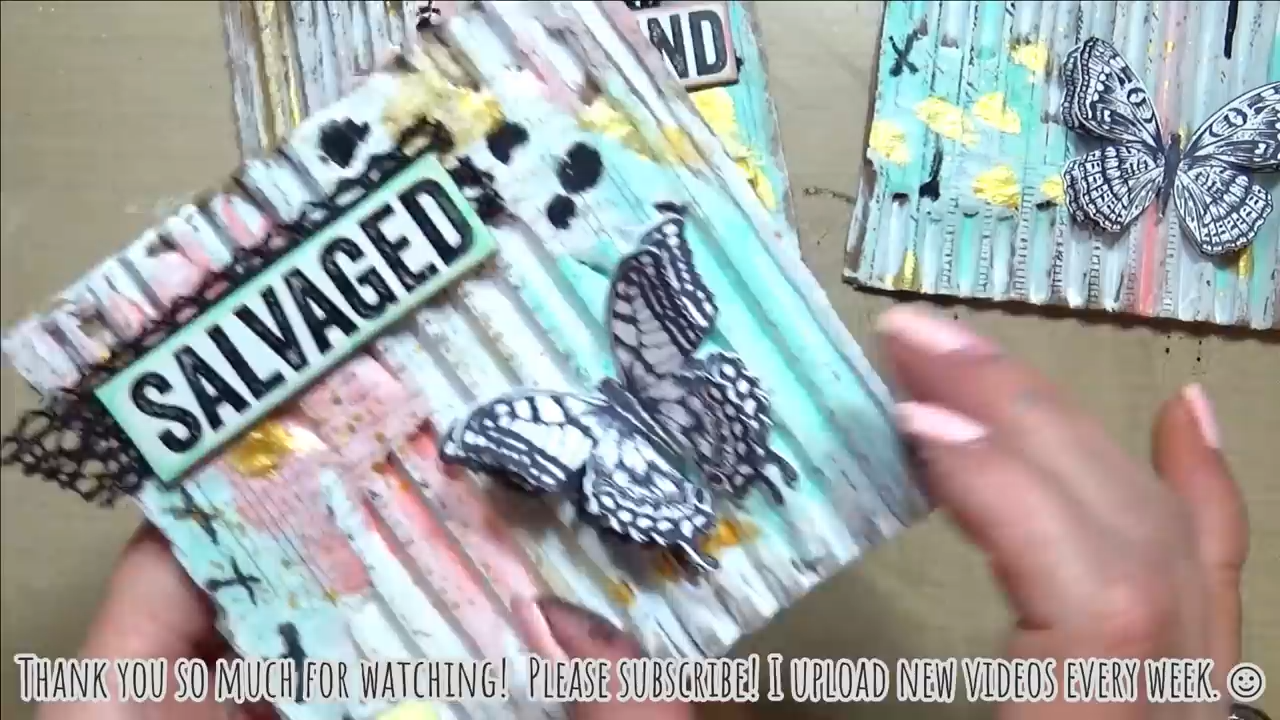 ND
SALVAGED
Thank you so much for watching! Please subscribe! I upload new videos every week. ☺